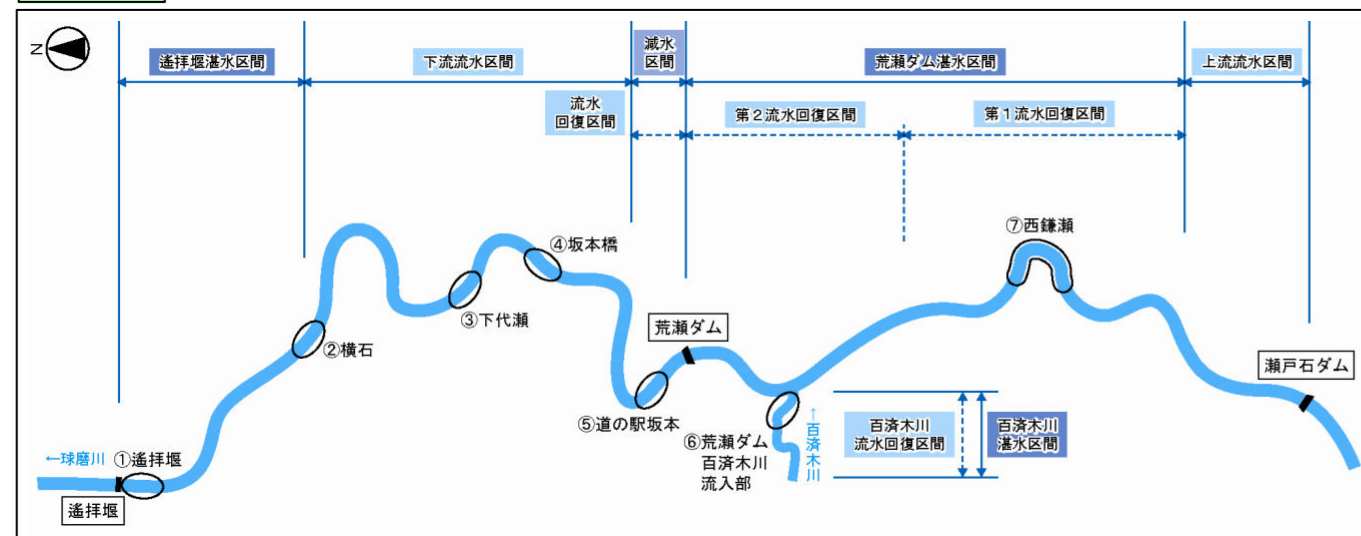 N
遙拝堰湛水区間
下流流水区間
減水
区間
荒瀬ダム湛水区間
上流流水区間
流水
回復区間
第2流水回復区間
第1流水回復区間
⑦西鎌瀬
④坂本橋
③下代瀬
②横石
荒瀬ダム
瀬戸石ダム
⑤道の駅坂本
⑥荒瀬ダム
百済木川
流入部
←百済木川
百済木川
流水回復区間
百済木川
湛水区間
←球磨川
①遙拝堰
遙拝堰